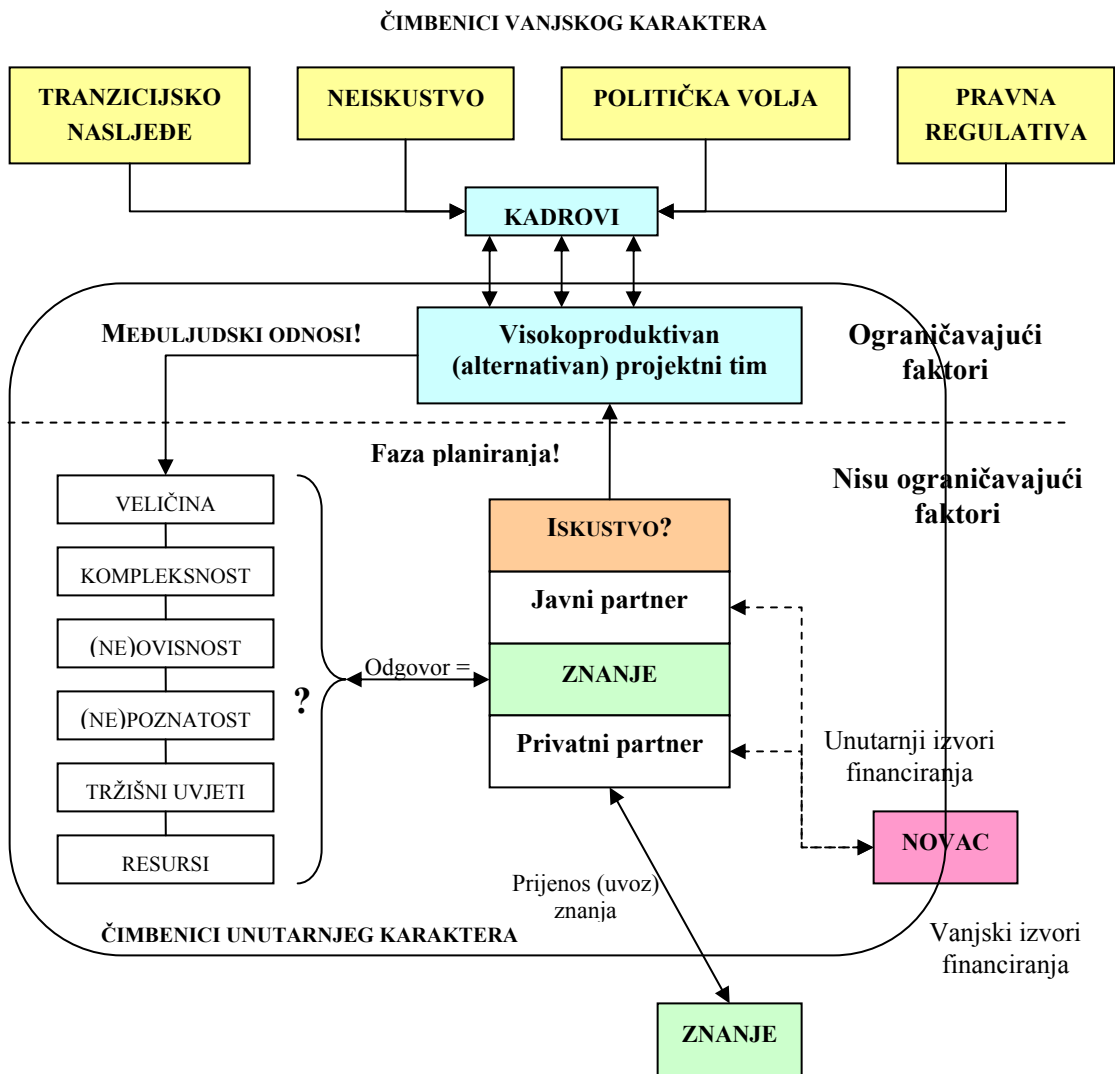 ČIMBENICI VANJSKOG KARAKTERA
TRANZICIJSKO
NASLJEĐE
NEISKUSTVO
POLITIČKA VOLJA
PRAVNA
REGULATIVA
KADROVI
MEĐULJUDSKI ODNOSI!
Visokoproduktivan
(alternativan) projektni tim
Ograničavajući
faktori
Faza planiranja!
Nisu ograničavajući
faktori
VELIČINA
KOMPLEKSNOST
(NE)OVISNOST
(NE)POZNATOST
TRŽIŠNI UVJETI
RESURSI
?
Odgovor =
ISKUSTVO?
Javni partner
ZNANJE
Privatni partner
Unutarnji izvori
financiranja
NOVAC
Prijenos (uvoz)
znanja
ČIMBENICI UNUTARNJEG KARAKTERA
Vanjski izvori
financiranja
ZNANJE